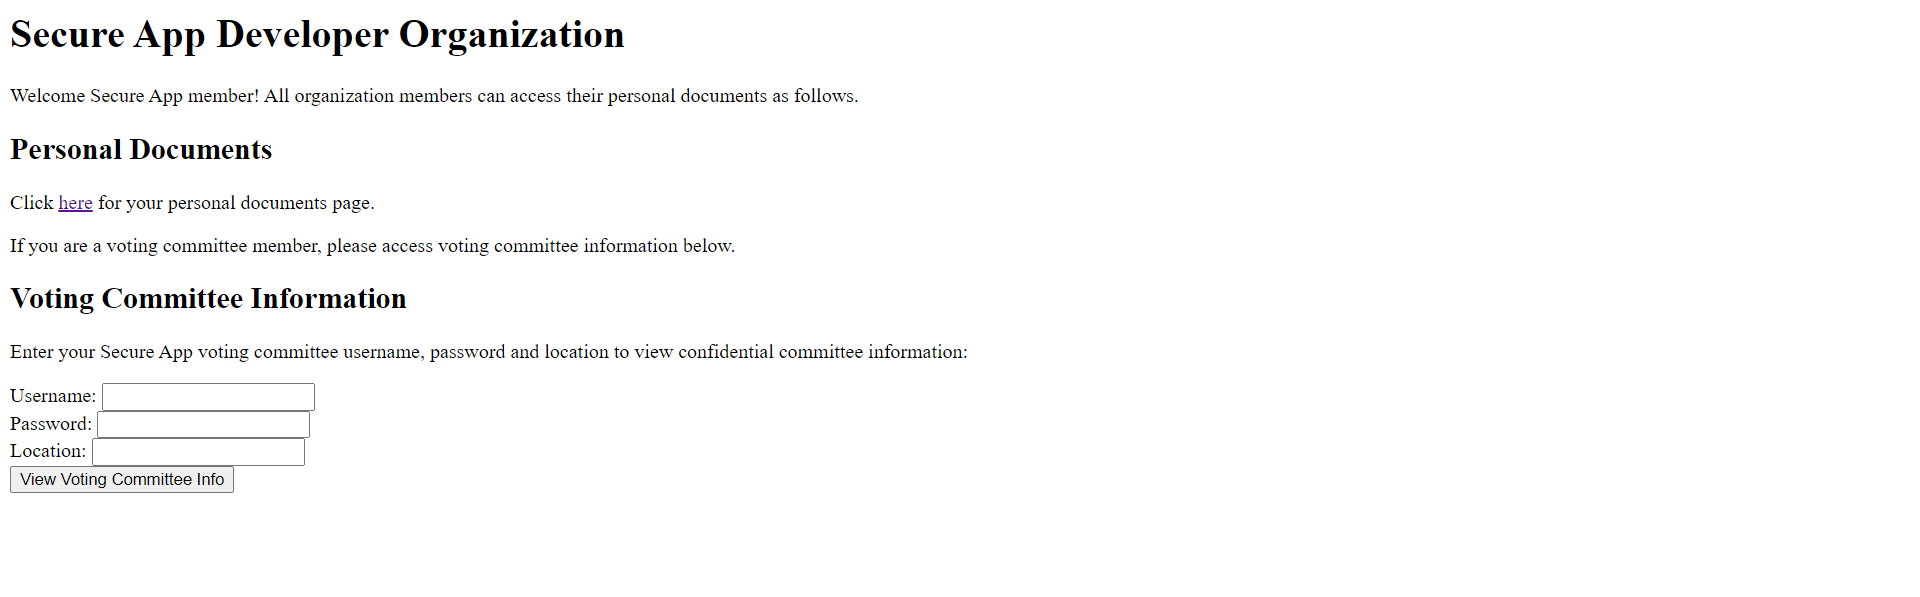 Secure App Developer Organization
Welcome Secure App member! All organization members can access their personal documents as follows.
Personal Documents
Click here for your personal documents page.
If you are a voting committee member, please access voting committee information below.
Voting Committee Information
Enter your Secure App voting committee username, password and location to view confidential committee information:
Username:
Password:
Location:
View Voting Committee Info